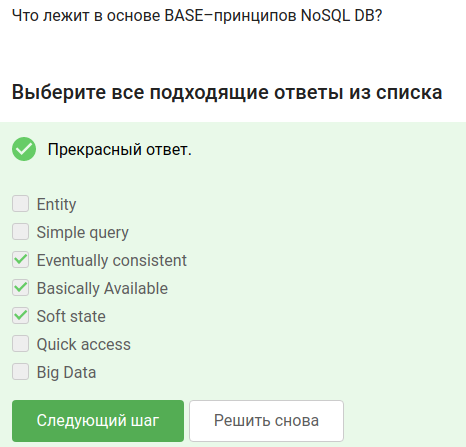 Что лежит в основе BASE–принципов NoSQL DB?
Выберите все подходящие ответы из списка
Прекрасный ответ.
Entity
Simple query
Eventually consistent
Basically Available
Soft state
Quick access
Big Data
Следующий шаг
Решить снова